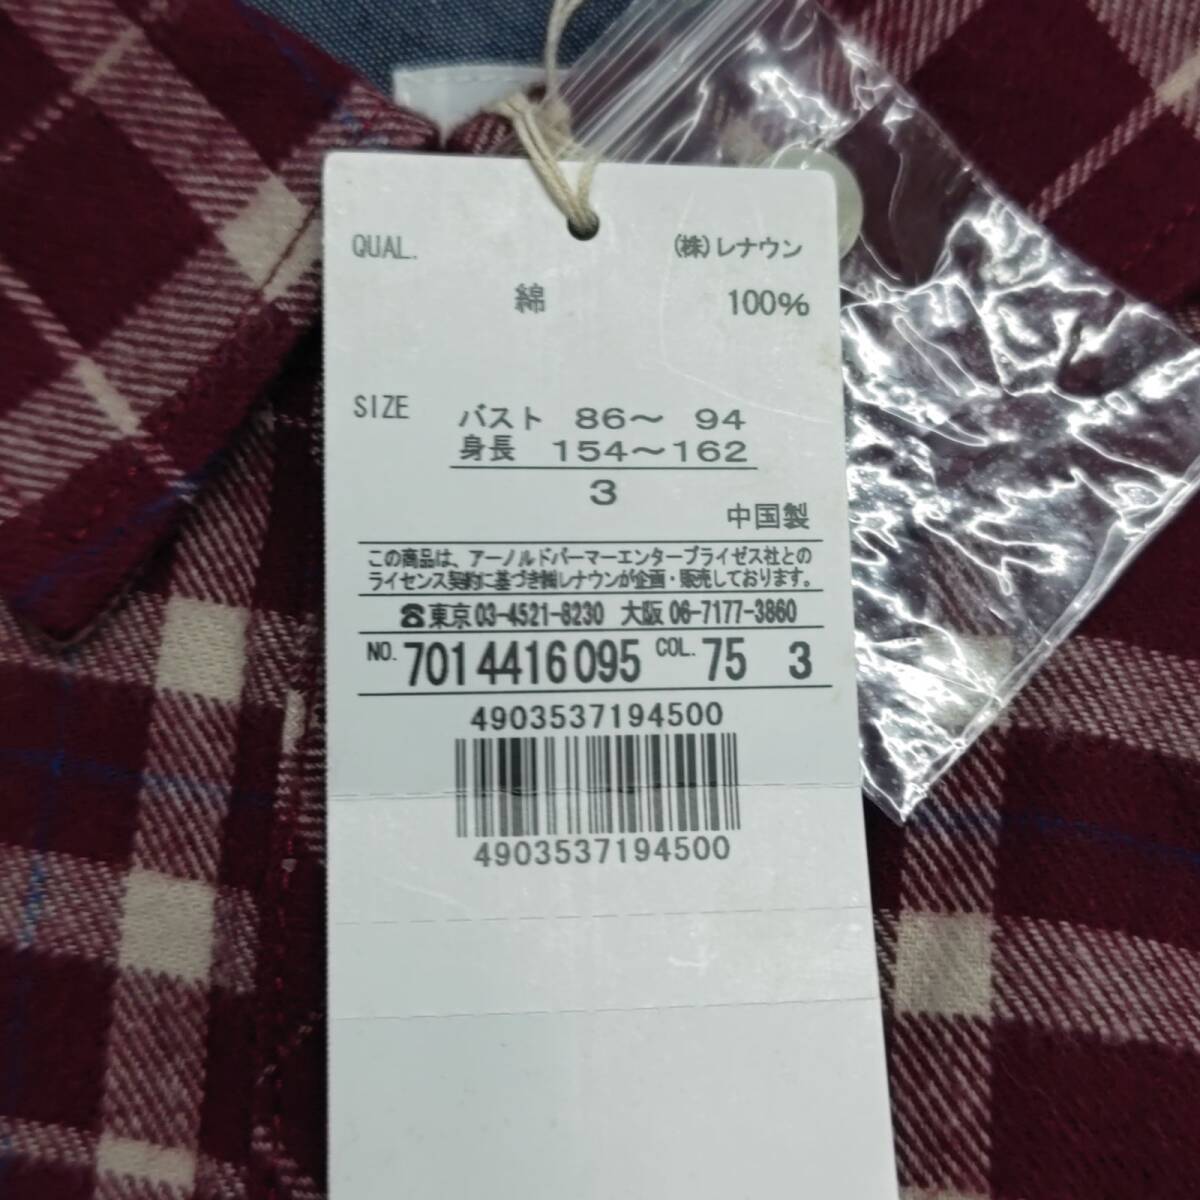 QUAL. (株)レナウン
綿 100%
SIZE バスト 86～ 94
身長 154～162
3
中国製
この商品は、アーノルドパーマーエンタープライゼス社との
ライセンス契約に基づき㈱レナウンが企画・販売しております。
☎東京 03-4521-8230 大阪 06-7177-3860
NO. 7014416095 COL. 75 3
4903537194500
4903537194500